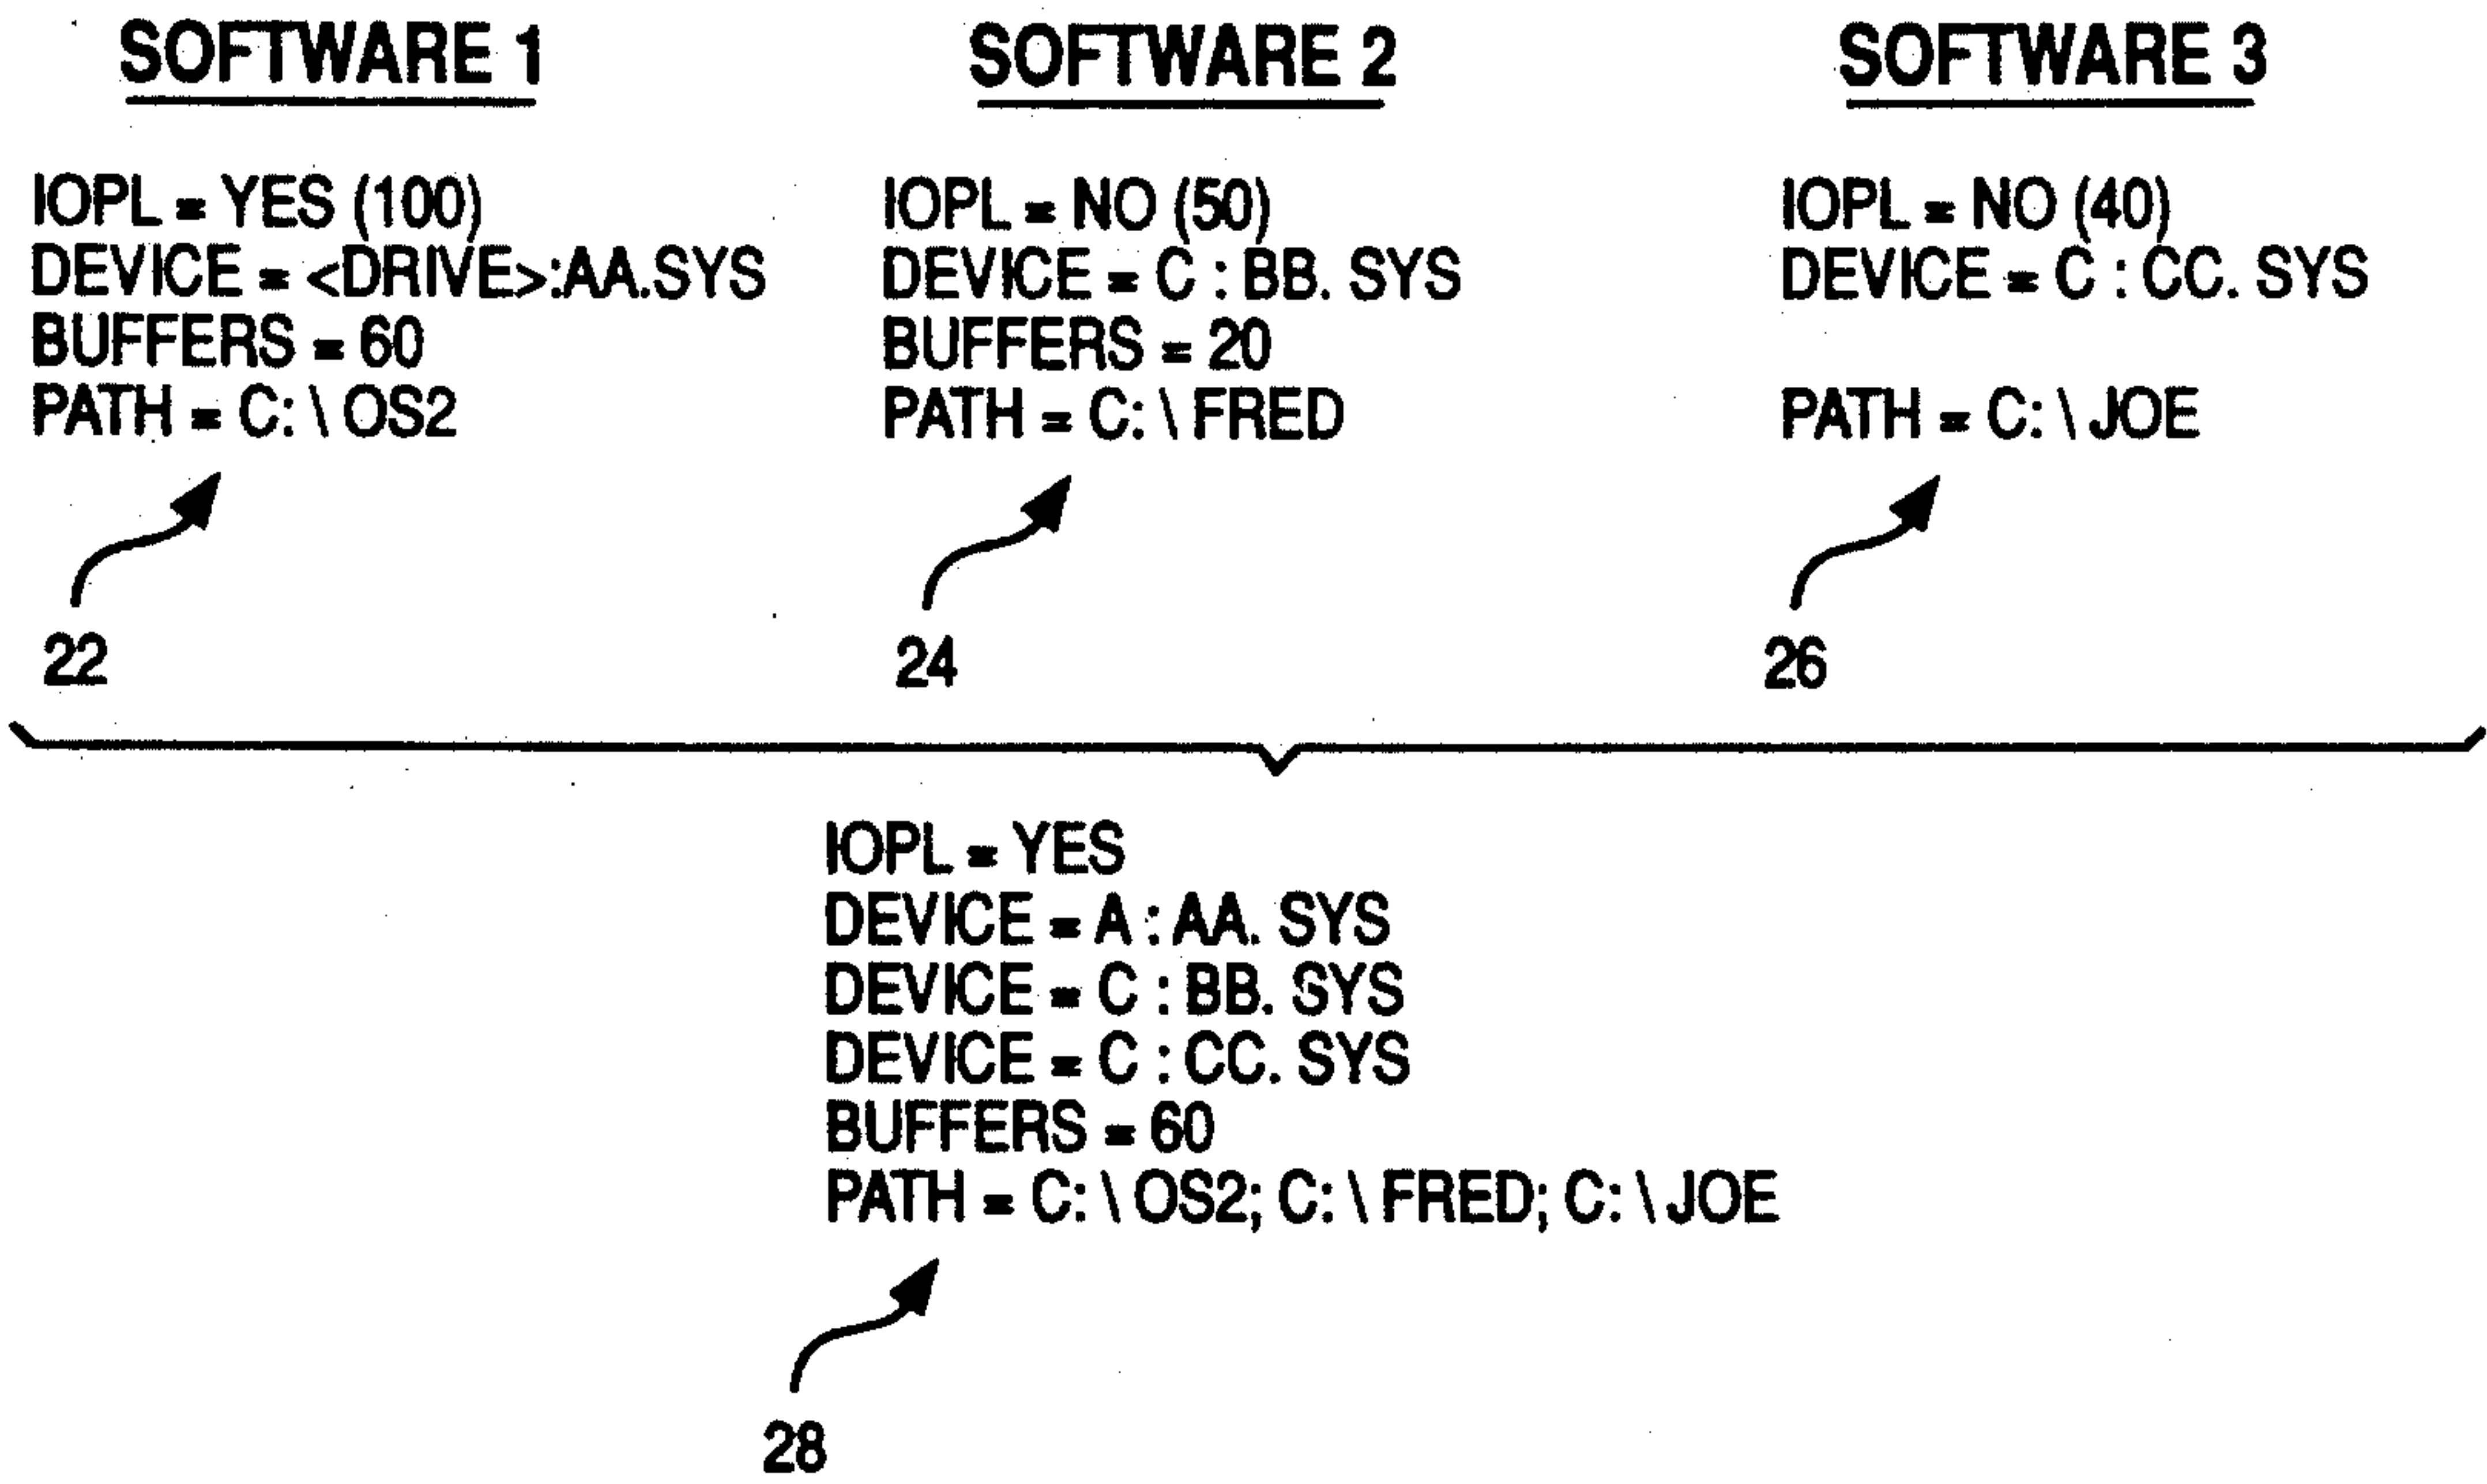 SOFTWARE 1
IOPL = YES (100)
DEVICE = <DRIVE>:AA.SYS
BUFFERS = 60
PATH = C:\OS2
22
SOFTWARE 2
IOPL = NO (50)
DEVICE = C : BB. SYS
BUFFERS = 20
PATH = C:\FRED
24
SOFTWARE 3
IOPL = NO (40)
DEVICE = C : CC. SYS
PATH = C:\JOE
26
IOPL = YES
DEVICE = A : AA. SYS
DEVICE = C : BB. SYS
DEVICE = C : CC. SYS
BUFFERS = 60
PATH = C:\OS2; C:\FRED; C:\JOE
28